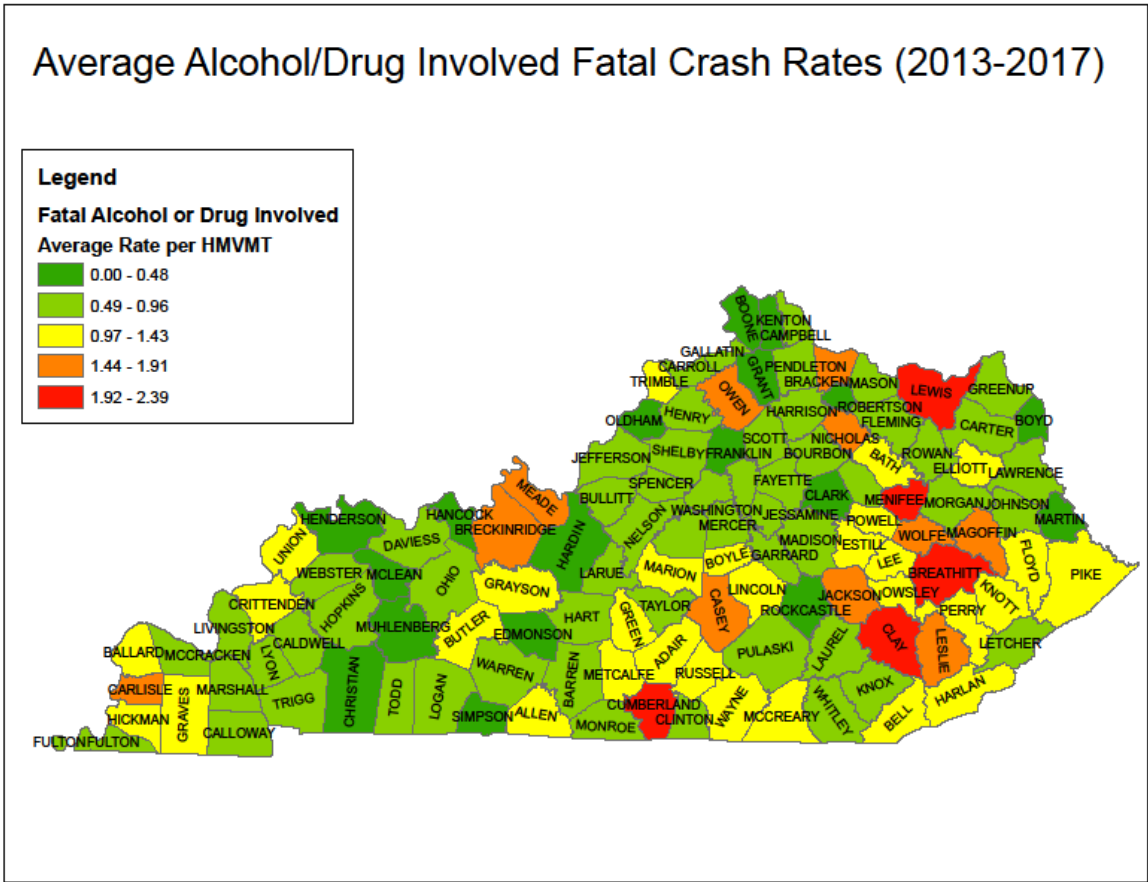 Average Alcohol/Drug Involved Fatal Crash Rates (2013-2017)
Legend
Fatal Alcohol or Drug Involved
Average Rate per HMVMT
0.00 - 0.48
0.49 - 0.96
0.97 - 1.43
1.44 - 1.91
1.92 - 2.39
BOONE
KENTON
CAMPBELL
GALLATIN
CARROLL
GRANT
PENDLETON
BRACKEN
MASON
LEWIS
GREENUP
TRIMBLE
OWEN
HARRISON
ROBERTSON
FLEMING
CARTER
BOYD
OLDHAM
HENRY
NICHOLAS
JEFFERSON
SHELBY
FRANKLIN
SCOTT
BOURBON
BATH
ROWAN
ELLIOTT
LAWRENCE
SPENCER
FAYETTE
CLARK
MENIFEE
MORGAN
JOHNSON
MARTIN
MEADE
BULLITT
NELSON
WASHINGTON
MERCER
JESSAMINE
POWELL
WOLFE
MAGOFFIN
HENDERSON
HANCOCK
BRECKINRIDGE
HARDIN
MADISON
GARRARD
ESTILL
LEE
FLOYD
PIKE
UNION
DAVIESS
WEBSTER
MCLEAN
OHIO
GRAYSON
LARUE
MARION
BOYLE
LINCOLN
BREATHITT
CRITTENDEN
HOPKINS
MUHLENBERG
BUTLER
EDMONSON
HART
GREEN
TAYLOR
CASEY
ROCKCASTLE
JACKSON
OWSLEY
PERRY
KNOTT
LIVINGSTON
CALDWELL
LYON
BALLARD
MCCRACKEN
WARREN
BARREN
METCALFE
ADAIR
RUSSELL
PULASKI
LAUREL
CLAY
LESLIE
LETCHER
CARLISLE
MARSHALL
TRIGG
CHRISTIAN
TODD
LOGAN
SIMPSON
ALLEN
MONROE
CUMBERLAND
CLINTON
WAYNE
MCCREARY
WHITLEY
KNOX
BELL
HARLAN
HICKMAN
GRAVES
CALLOWAY
FULTON
FULTON